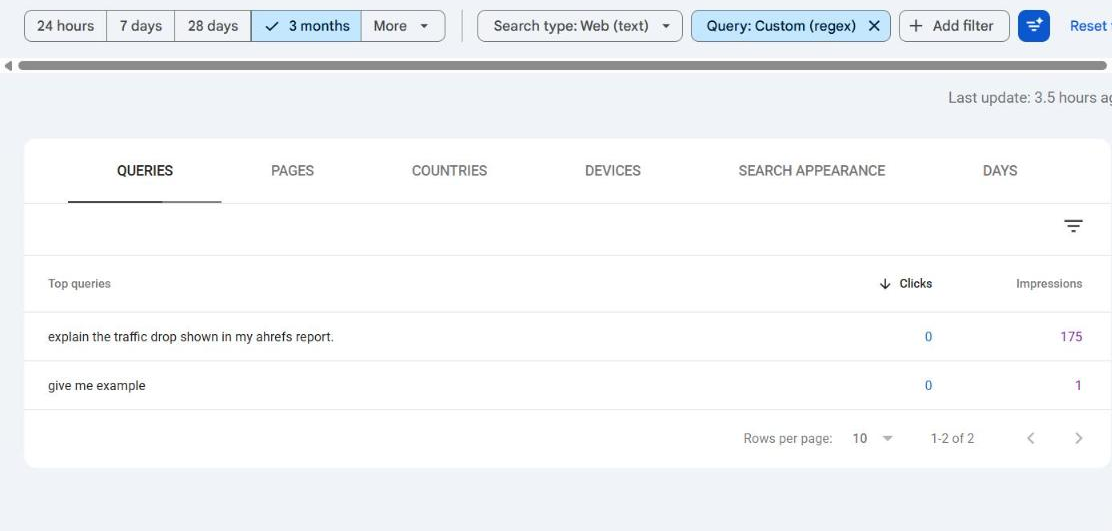 24 hours 7 days 28 days 3 months More Search type: Web (text) Query: Custom (regex) Add filter Reset
Last update: 3.5 hours ag
QUERIES PAGES COUNTRIES DEVICES SEARCH APPEARANCE DAYS
Top queries Clicks Impressions
explain the traffic drop shown in my ahrefs report. 0 175
give me example 0 1
Rows per page: 10 1-2 of 2